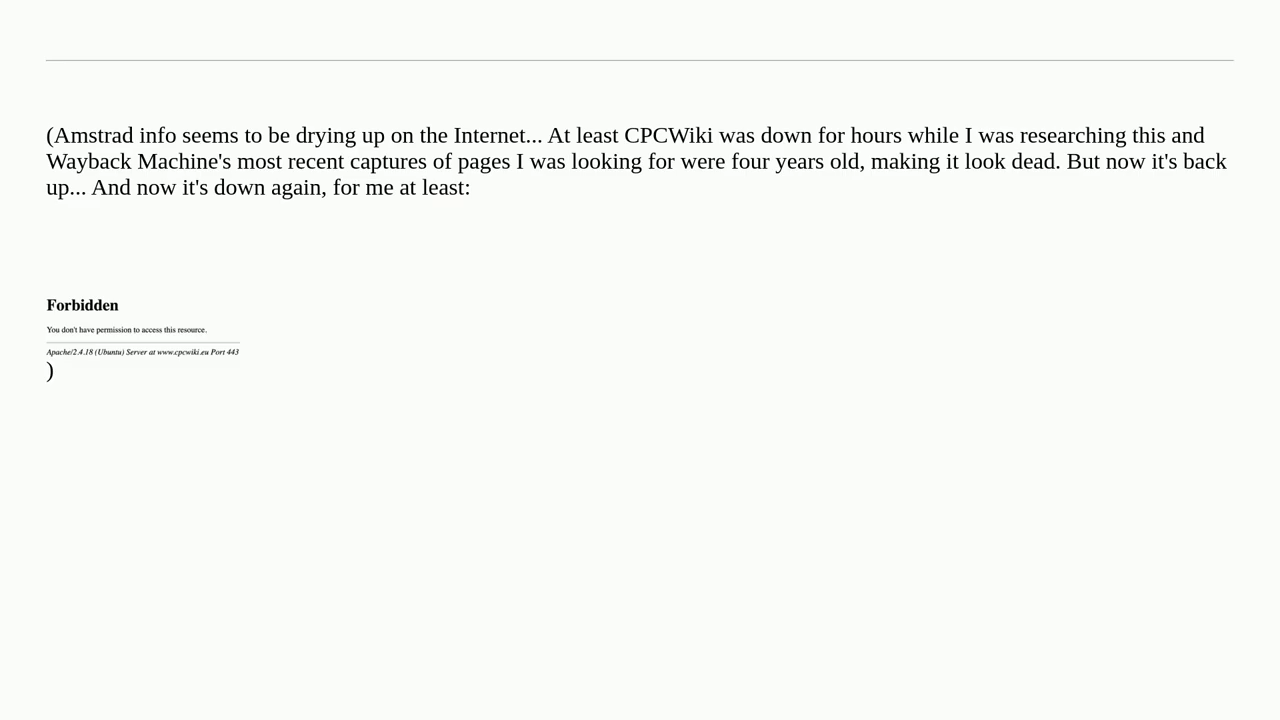 (Amstrad info seems to be drying up on the Internet... At least CPCWiki was down for hours while I was researching this and
Wayback Machine's most recent captures of pages I was looking for were four years old, making it look dead. But now it's back
up... And now it's down again, for me at least:
Forbidden
You don't have permission to access this resource.
Apache/2.4.18 (Ubuntu) Server at www.cpcwiki.eu Port 443
)